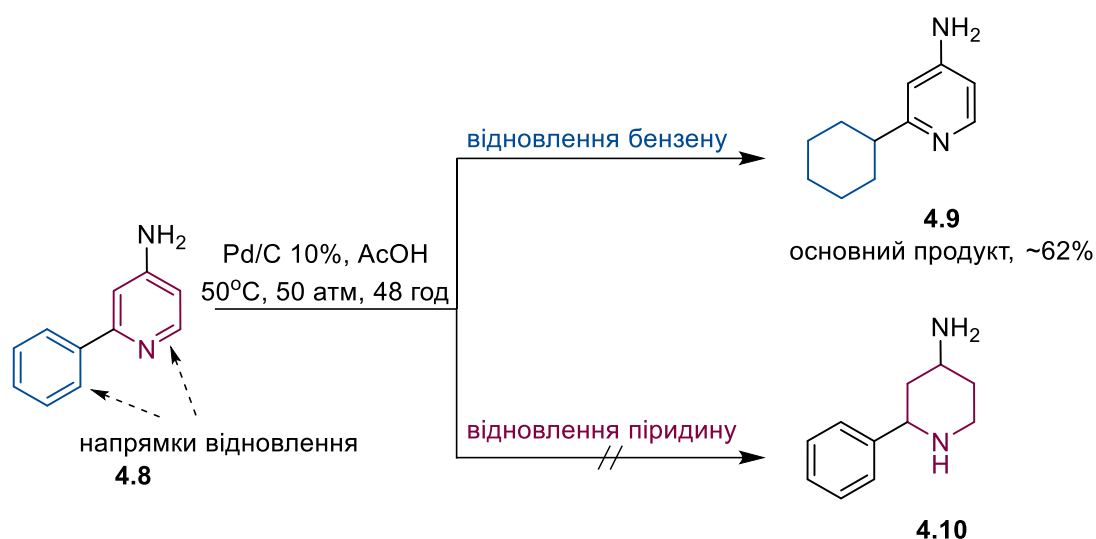 NH2
N
відновлення бензену
4.9
основний продукт, ~62%
NH2
N
Pd/C 10%, AcOH
50оС, 50 атм, 48 год
напрямки відновлення
4.8
відновлення піридину
NH2
N
H
4.10